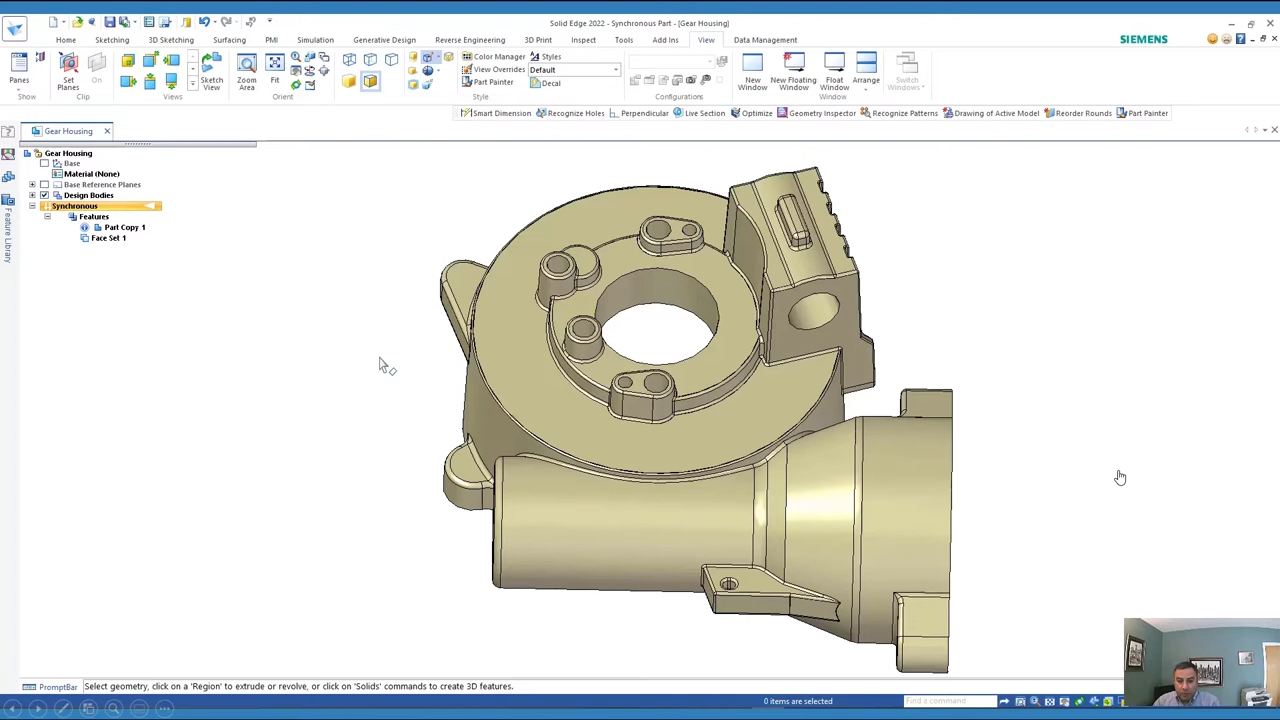 Solid Edge 2022 - Synchronous Part - [Gear Housing]
Home Sketching 3D Sketching Surfacing PMI Simulation Generative Design Reverse Engineering 3D Print Inspect Tools Add Ins View Data Management
SIEMENS
Panes
Set Planes
On
Sketch View
Zoom Area
Fit
Color Manager
Styles
View Overrides
Default
Part Painter
Decal
New Window
New Floating Window
Float Window
Arrange
Switch Windows
Show Clip Views Orient Style Configurations Window
Smart Dimension Recognize Holes Perpendicular Live Section Optimize Geometry Inspector Recognize Patterns Drawing of Active Model Reorder Rounds Part Painter
Gear Housing
Gear Housing
Base
Material (None)
Base Reference Planes
Design Bodies
Synchronous
Features
Part Copy 1
Face Set 1
Feature Library
PromptBar
Select geometry, click on a 'Region' to extrude or revolve, or click on 'Solids' commands to create 3D features.
0 items are selected
Find a command